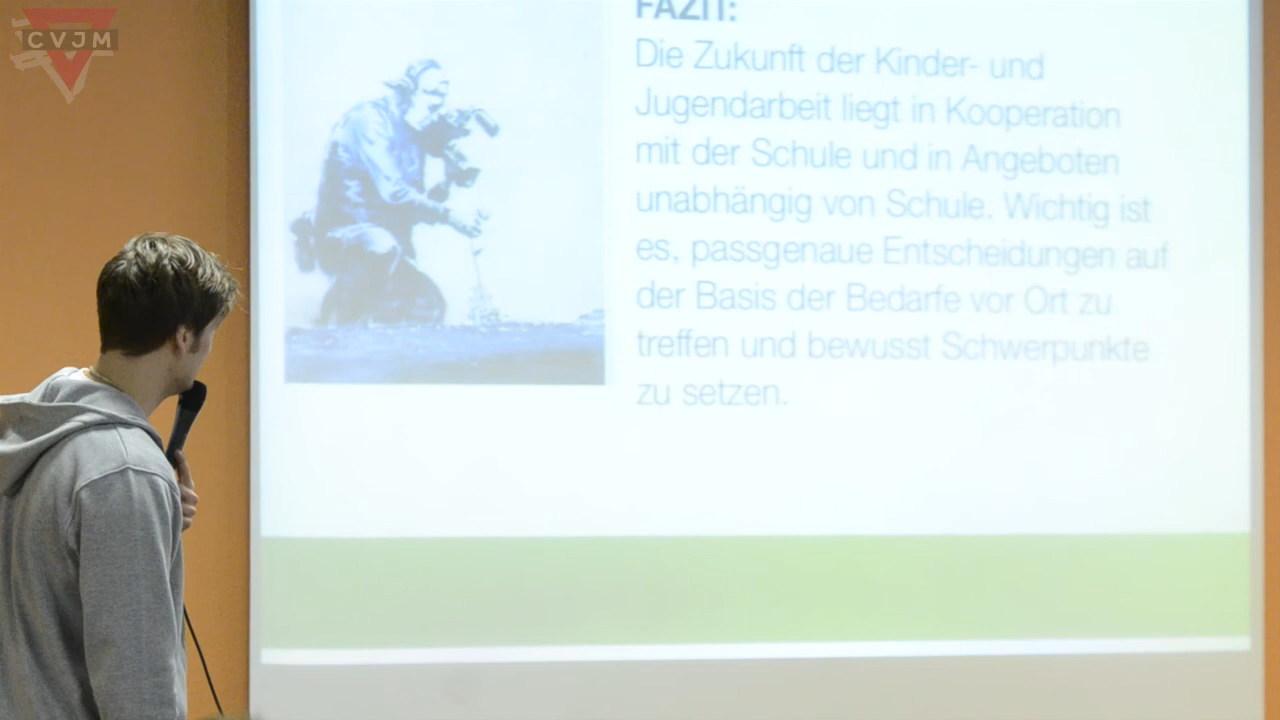 CVJM
FAZIT:
Die Zukunft der Kinder- und
Jugendarbeit liegt in Kooperation
mit der Schule und in Angeboten
unabhängig von Schule. Wichtig ist
es, passgenaue Entscheidungen auf
der Basis der Bedarfe vor Ort zu
treffen und bewusst Schwerpunkte
zu setzen.